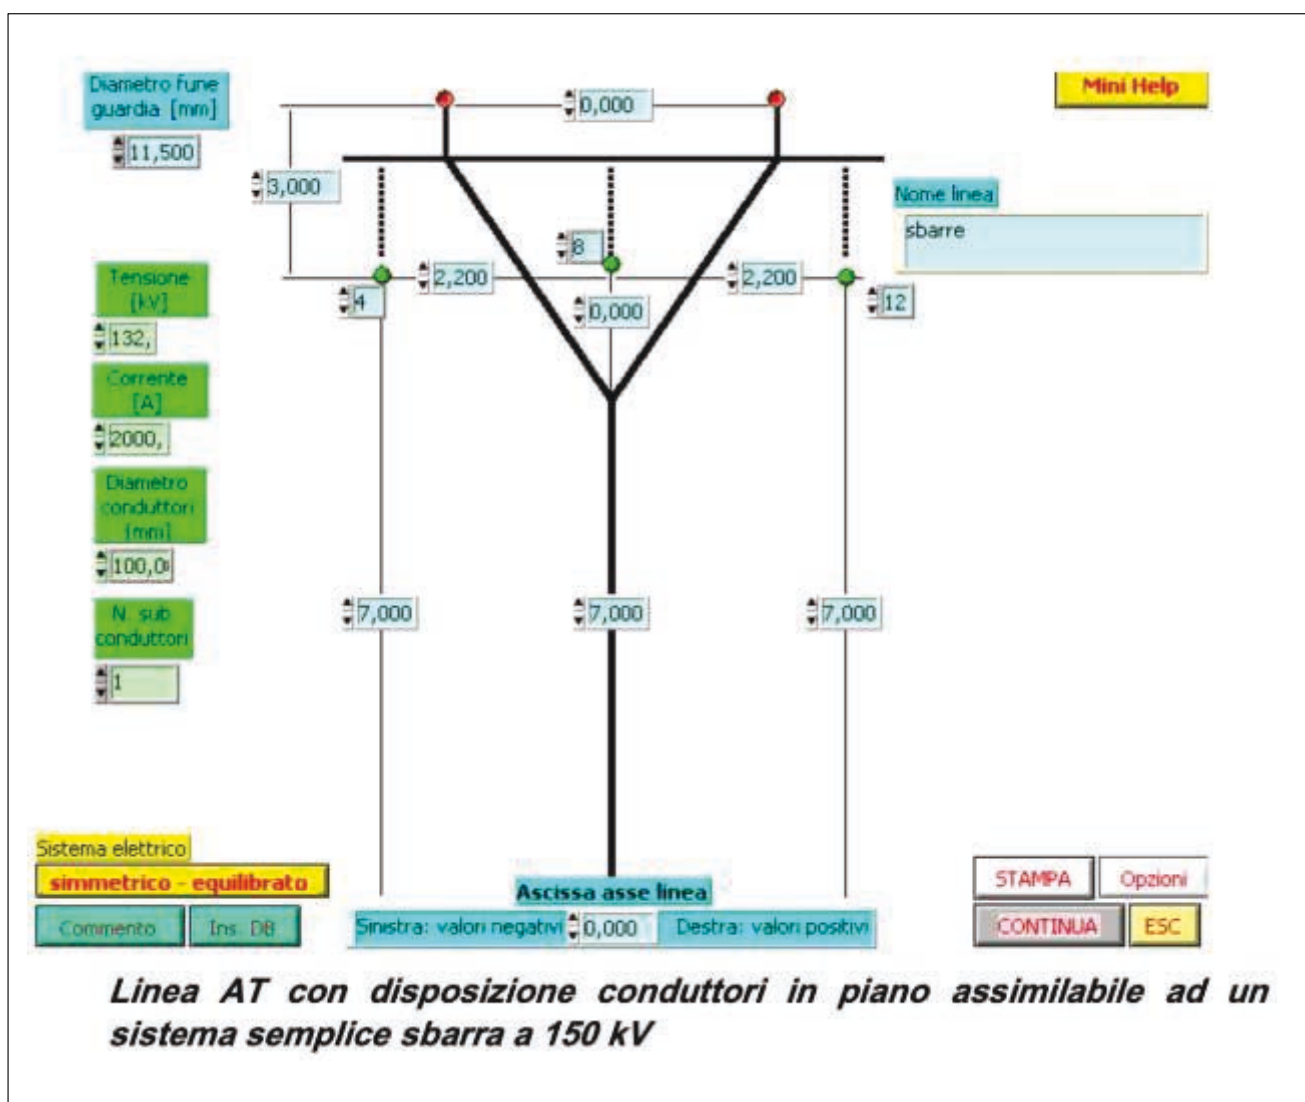 Diametro fune
guardia [mm]
11,500
0,000
Mini Help
3,000
Nome linea
sbarre
8
Tensione
[kV]
132,
2,200
2,200
4
0,000
12
Corrente
[A]
2000,
Diametro
conduttori
[mm]
100,0
N. sub
conduttori
1
7,000
7,000
7,000
Sistema elettrico
simmetrico - equilibrato
Commento
Ins. DB
Ascissa asse linea
Sinistra: valori negativi
0,000
Destra: valori positivi
STAMPA
Opzioni
CONTINUA
ESC
Linea AT con disposizione conduttori in piano assimilabile ad un
sistema semplice sbarra a 150 kV